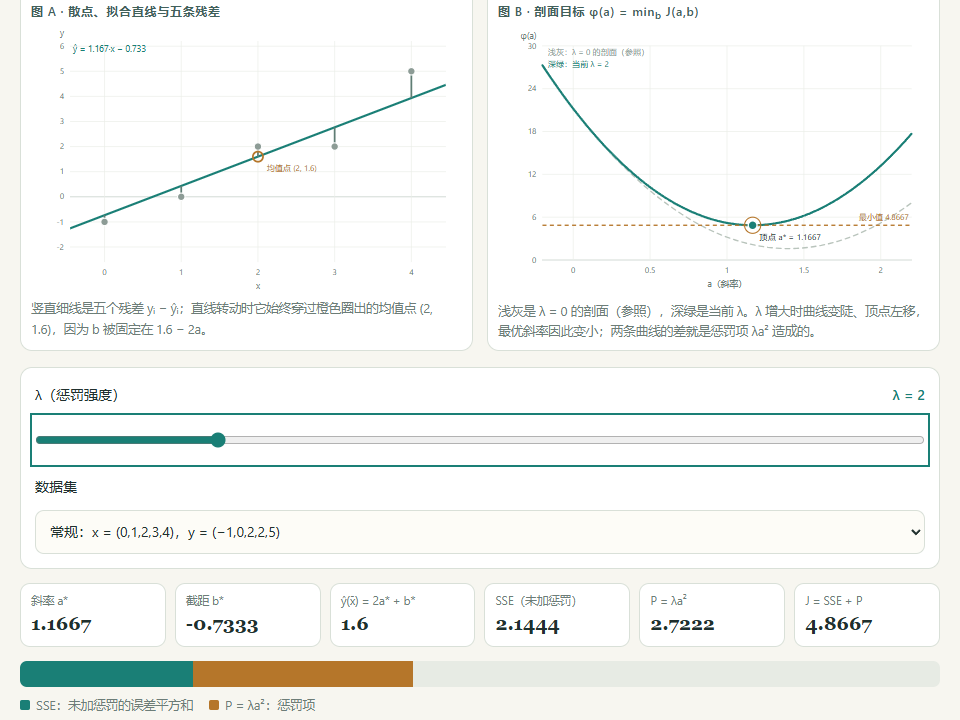 图 A · 散点、拟合直线与五条残差
y
ŷ = 1.167·x − 0.733
6
5
4
3
2
1
0
-1
-2
均值点 (2, 1.6)
0
1
2
3
4
x
竖直细线是五个残差 yᵢ − ŷᵢ；直线转动时它始终穿过橙色圈出的均值点 (2,
1.6)，因为 b 被固定在 1.6 − 2a。
图 B · 剖面目标 φ(a) = min_b J(a,b)
φ(a)
30
浅灰：λ = 0 的剖面（参照）
深绿：当前 λ = 2
24
18
12
6
0
最小值 4.8667
顶点 a* = 1.1667
0
0.5
1
1.5
2
a（斜率）
浅灰是 λ = 0 的剖面（参照），深绿是当前 λ。λ 增大时曲线变陡、顶点左移，
最优斜率因此变小；两条曲线的差就是惩罚项 λa² 造成的。
λ（惩罚强度）
λ = 2
数据集
常规：x = (0,1,2,3,4)，y = (−1,0,2,2,5)
斜率 a*
1.1667
截距 b*
-0.7333
ŷ(x̄) = 2a* + b*
1.6
SSE（未加惩罚）
2.1444
P = λa²
2.7222
J = SSE + P
4.8667
SSE：未加惩罚的误差平方和
P = λa²：惩罚项